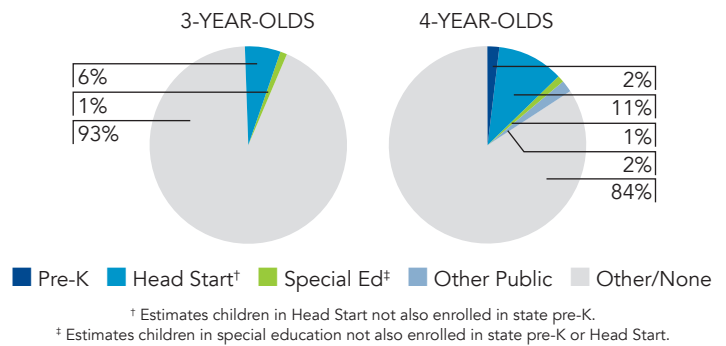 3-YEAR-OLDS
4-YEAR-OLDS
6%
1%
93%
2%
11%
1%
2%
84%
Pre-K Head Start† Special Ed‡ Other Public Other/None
† Estimates children in Head Start not also enrolled in state pre-K.
‡ Estimates children in special education not also enrolled in state pre-K or Head Start.